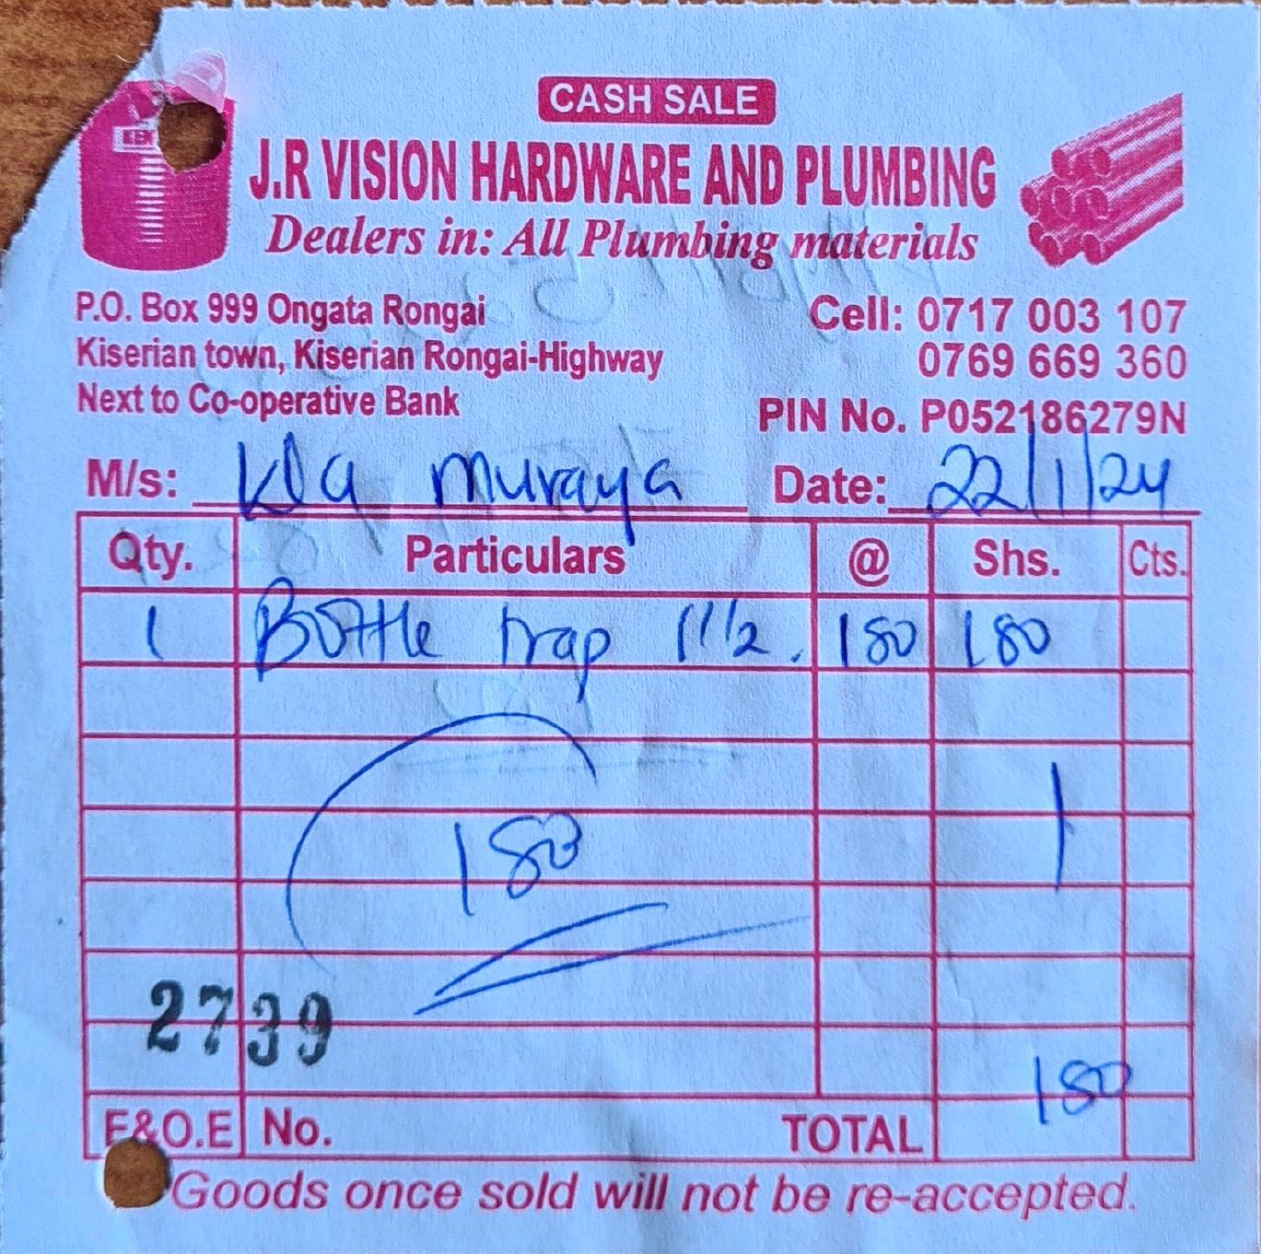 CASH SALE
J.R VISION HARDWARE AND PLUMBING
Dealers in: All Plumbing materials
P.O. Box 999 Ongata Rongai
Kiserian town, Kiserian Rongai-Highway
Next to Co-operative Bank
Cell: 0717 003 107
0769 669 360
PIN No. P052186279N
M/s: Muraya Date: 22/1/24
Qty. Particulars @ Shs. Cts.
1 Bottle trap 1 1/2. 180 180
180
2739
180
E&O.E No. TOTAL
Goods once sold will not be re-accepted.